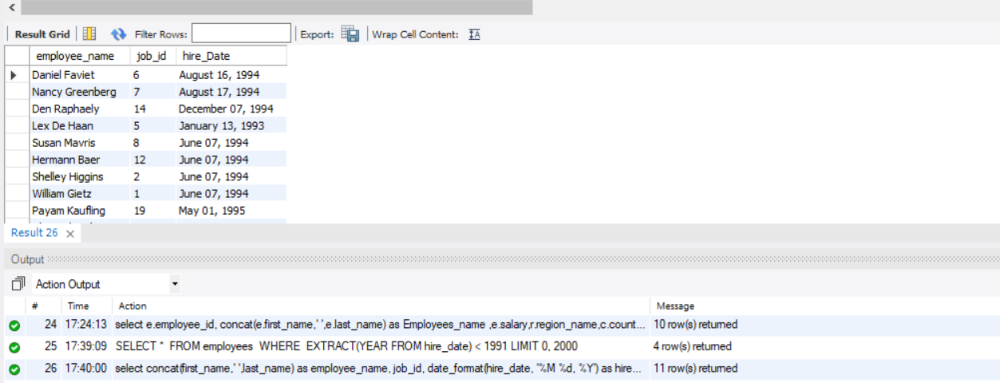 Result Grid Filter Rows: Export: Wrap Cell Content: IA
employee_name job_id hire_Date
Daniel Faviet 6 August 16, 1994
Nancy Greenberg 7 August 17, 1994
Den Raphaely 14 December 07, 1994
Lex De Haan 5 January 13, 1993
Susan Mavris 8 June 07, 1994
Hermann Baer 12 June 07, 1994
Shelley Higgins 2 June 07, 1994
William Gietz 1 June 07, 1994
Payam Kaufling 19 May 01, 1995
Result 26
Output
Action Output
# Time Action Message
24 17:24:13 select e.employee_id, concat(e.first_name,' ',e.last_name) as Employees_name ,e.salary,r.region_name,c.count... 10 row(s) returned
25 17:39:09 SELECT * FROM employees WHERE EXTRACT(YEAR FROM hire_date) < 1991 LIMIT 0, 2000 4 row(s) returned
26 17:40:00 select concat(first_name,' ',last_name) as employee_name, job_id, date_format(hire_date, "%M %d, %Y") as hire... 11 row(s) returned